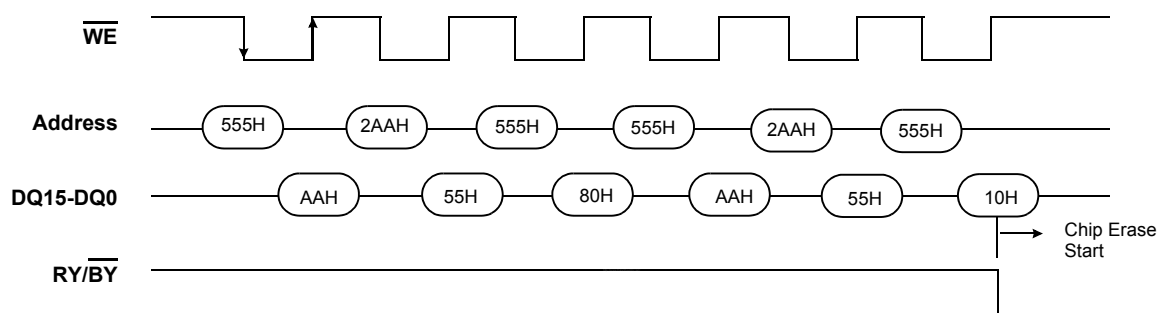 WE
Address
555H 2AAH 555H 555H 2AAH 555H
DQ15-DQ0
AAH 55H 80H AAH 55H 10H
Chip Erase
Start
RY/BY